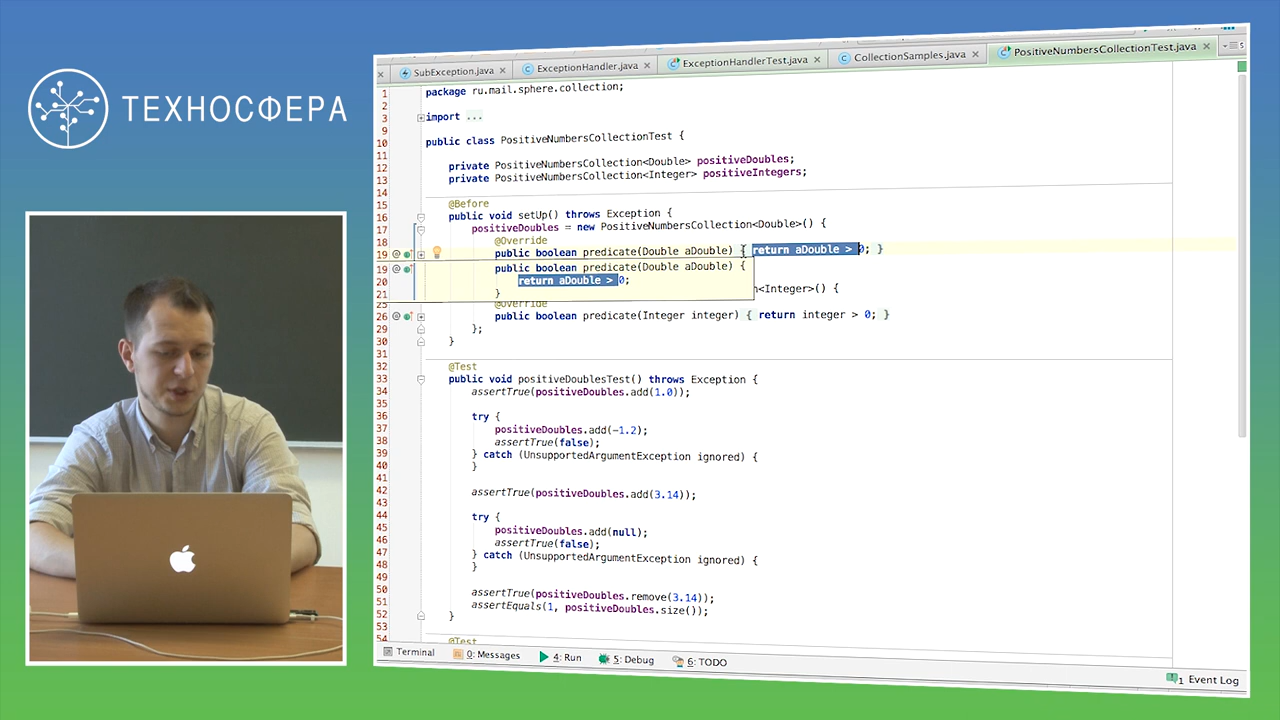 ТЕХНОСФЕРА
SubException.java ExceptionHandler.java ExceptionHandlerTest.java CollectionSamples.java PositiveNumbersCollectionTest.java
1 package ru.mail.sphere.collection;
2
3 import ...
9
10 public class PositiveNumbersCollectionTest {
11
12 private PositiveNumbersCollection<Double> positiveDoubles;
13 private PositiveNumbersCollection<Integer> positiveIntegers;
14
15 @Before
16 public void setUp() throws Exception {
17 positiveDoubles = new PositiveNumbersCollection<Double>() {
18 @Override
19 public boolean predicate(Double aDouble) { return aDouble > 0; }
19 public boolean predicate(Double aDouble) {
20 return aDouble > 0;
21 }
n<Integer>() {
25 @Override
26 public boolean predicate(Integer integer) { return integer > 0; }
29 };
30 }
31
32 @Test
33 public void positiveDoublesTest() throws Exception {
34 assertTrue(positiveDoubles.add(1.0));
35
36 try {
37 positiveDoubles.add(-1.2);
38 assertTrue(false);
39 } catch (UnsupportedArgumentException ignored) {
40 }
41
42 assertTrue(positiveDoubles.add(3.14));
43
44 try {
45 positiveDoubles.add(null);
46 assertTrue(false);
47 } catch (UnsupportedArgumentException ignored) {
48 }
49
50 assertTrue(positiveDoubles.remove(3.14));
51 assertEquals(1, positiveDoubles.size());
52 }
53
54 @Test
Terminal 0: Messages 4: Run 5: Debug 6: TODO
1 Event Log